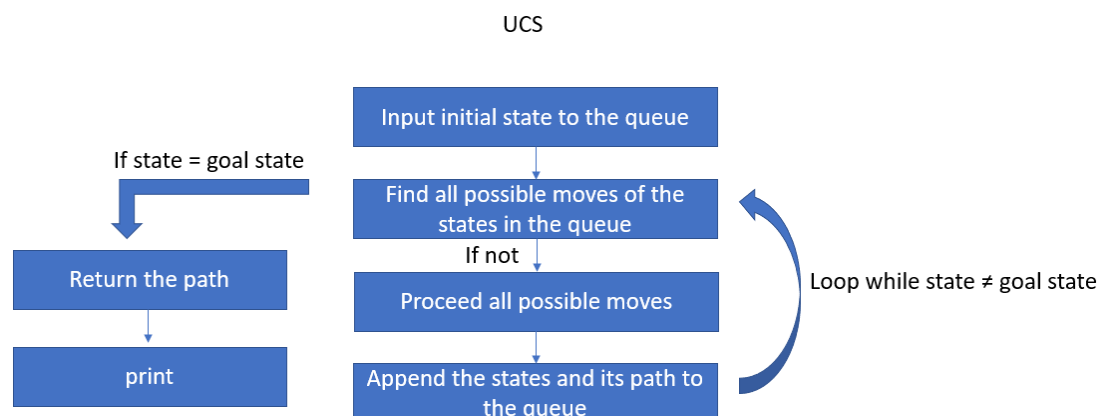 UCS
Input initial state to the queue
If state = goal state
Find all possible moves of the
states in the queue
If not
Return the path
Proceed all possible moves
Loop while state ≠ goal state
print
Append the states and its path to
the queue